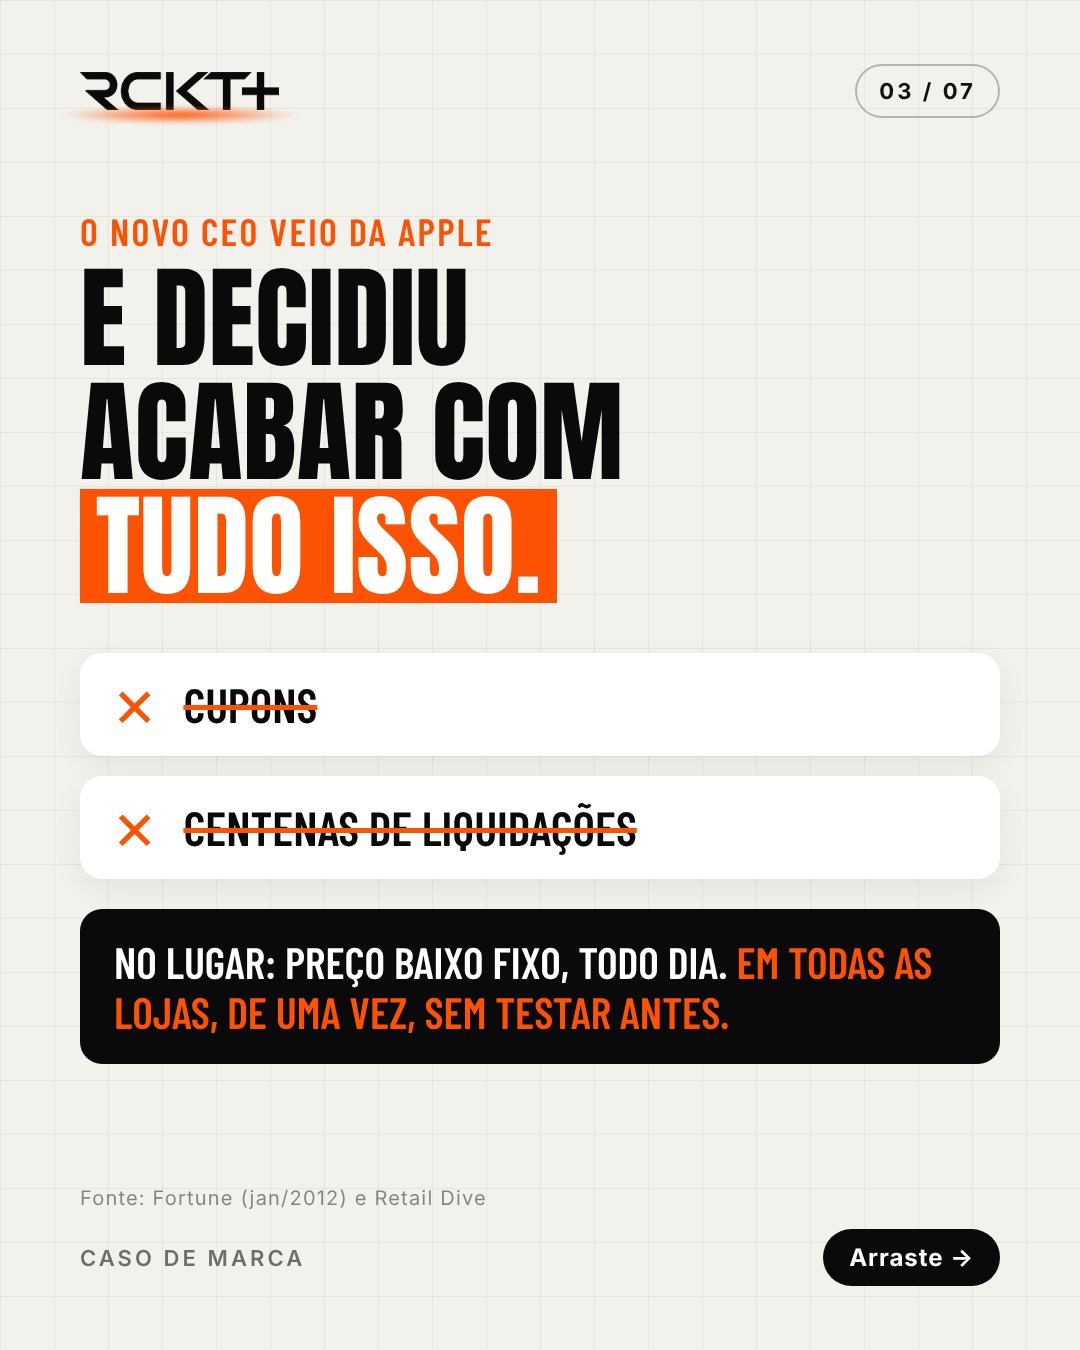 RCKT+
03 / 07
O NOVO CEO VEIO DA APPLE
E DECIDIU
ACABAR COM
TUDO ISSO.
CUPONS
CENTENAS DE LIQUIDAÇÕES
NO LUGAR: PREÇO BAIXO FIXO, TODO DIA. EM TODAS AS
LOJAS, DE UMA VEZ, SEM TESTAR ANTES.
Fonte: Fortune (jan/2012) e Retail Dive
CASO DE MARCA
Arraste →